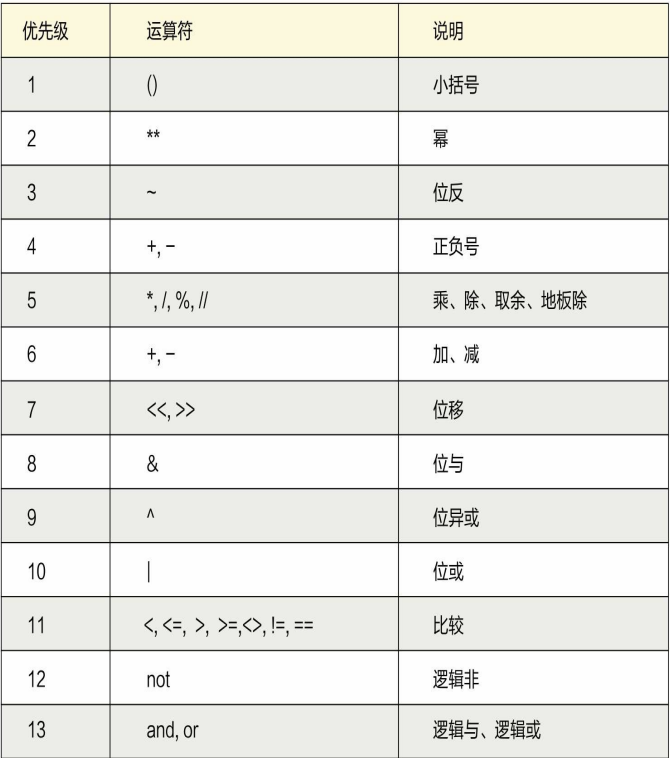 优先级 运算符 说明
1 () 小括号
2 ** 幂
3 ~ 位反
4 +, − 正负号
5 *, /, %, // 乘、除、取余、地板除
6 +, − 加、减
7 <<, >> 位移
8 & 位与
9 ^ 位异或
10 | 位或
11 <, <=, >, >=,<>, !=, == 比较
12 not 逻辑非
13 and, or 逻辑与、逻辑或